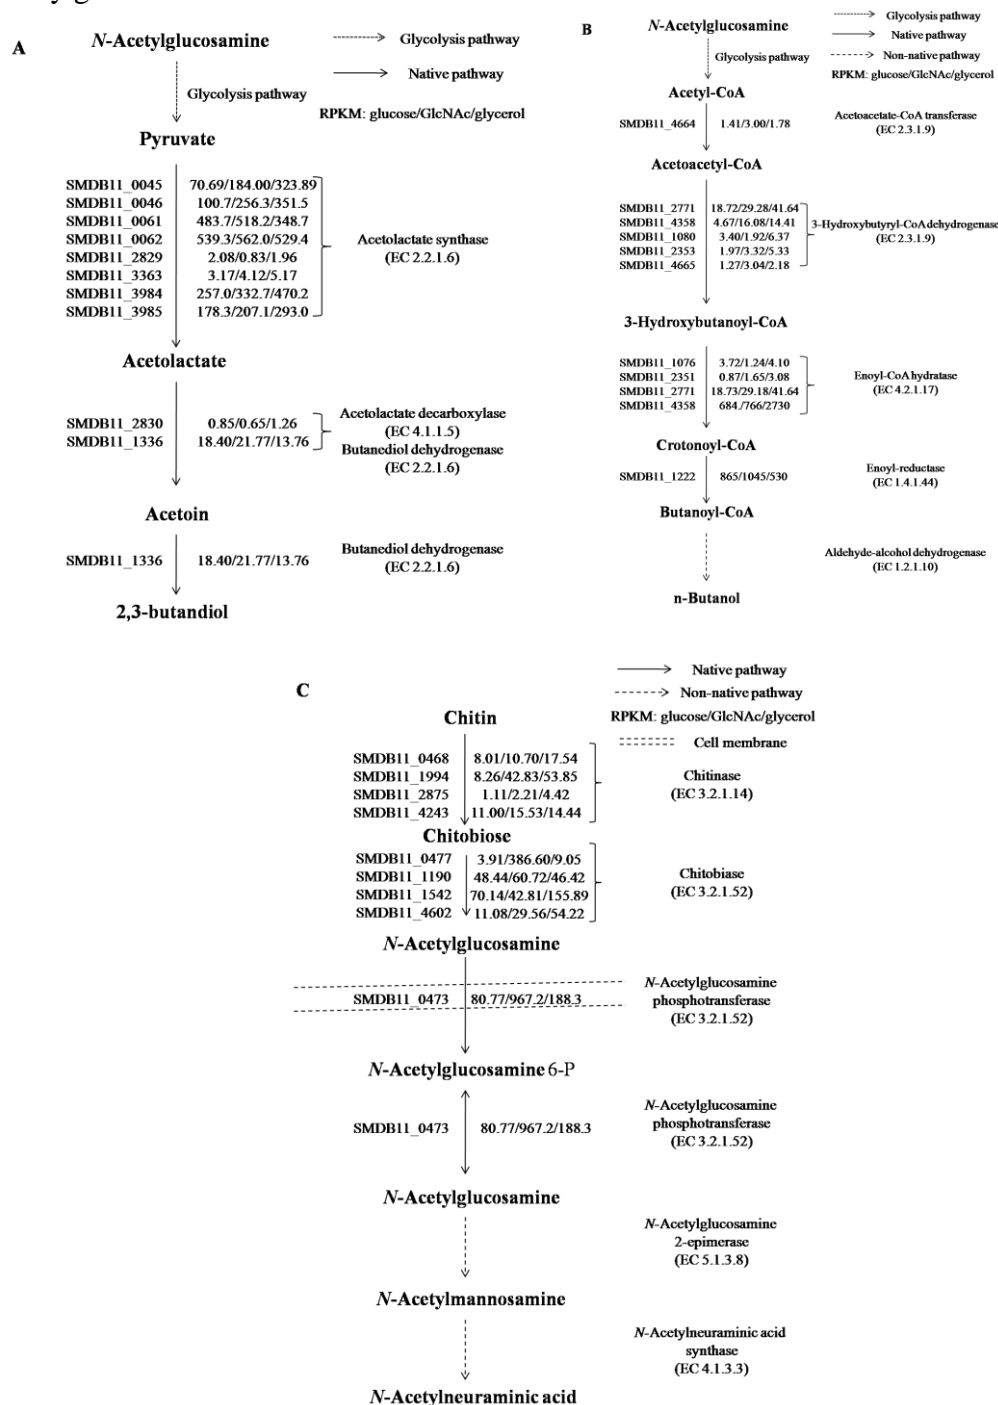 A
N-Acetylglucosamine
Glycolysis pathway
Native pathway
RPKM: glucose/GlcNAc/glycerol
Glycolysis pathway
Pyruvate
SMDB11_0045 70.69/184.00/323.89
SMDB11_0046 100.7/256.3/351.5
SMDB11_0061 483.7/518.2/348.7
SMDB11_0062 539.3/562.0/529.4
SMDB11_2829 2.08/0.83/1.96
SMDB11_3363 3.17/4.12/5.17
SMDB11_3984 257.0/332.7/470.2
SMDB11_3985 178.3/207.1/293.0
Acetolactate synthase
(EC 2.2.1.6)
Acetolactate
SMDB11_2830 0.85/0.65/1.26
SMDB11_1336 18.40/21.77/13.76
Acetolactate decarboxylase
(EC 4.1.1.5)
Butanediol dehydrogenase
(EC 2.2.1.6)
Acetoin
SMDB11_1336 18.40/21.77/13.76
Butanediol dehydrogenase
(EC 2.2.1.6)
2,3-butandiol
B
N-Acetylglucosamine
Glycolysis pathway
Native pathway
Non-native pathway
RPKM: glucose/GlcNAc/glycerol
Glycolysis pathway
Acetyl-CoA
SMDB11_4664 1.41/3.00/1.78
Acetoacetate-CoA transferase
(EC 2.3.1.9)
Acetoacetyl-CoA
SMDB11_2771 18.72/29.28/41.64
SMDB11_4358 4.67/16.08/14.41
SMDB11_1080 3.40/1.92/6.37
SMDB11_2353 1.97/3.32/5.33
SMDB11_4665 1.27/3.04/2.18
3-Hydroxybutyryl-CoA dehydrogenase
(EC 2.3.1.9)
3-Hydroxybutanoyl-CoA
SMDB11_1076 3.72/1.24/4.10
SMDB11_2351 0.87/1.65/3.08
SMDB11_2771 18.73/29.18/41.64
SMDB11_4358 684./766/2730
Enoyl-CoA hydratase
(EC 4.2.1.17)
Crotonoyl-CoA
SMDB11_1222 865/1045/530
Enoyl-reductase
(EC 1.4.1.44)
Butanoyl-CoA
Aldehyde-alcohol dehydrogenase
(EC 1.2.1.10)
n-Butanol
C
Native pathway
Non-native pathway
RPKM: glucose/GlcNAc/glycerol
Cell membrane
Chitin
SMDB11_0468 8.01/10.70/17.54
SMDB11_1994 8.26/42.83/53.85
SMDB11_2875 1.11/2.21/4.42
SMDB11_4243 11.00/15.53/14.44
Chitinase
(EC 3.2.1.14)
Chitobiose
SMDB11_0477 3.91/386.60/9.05
SMDB11_1190 48.44/60.72/46.42
SMDB11_1542 70.14/42.81/155.89
SMDB11_4602 11.08/29.56/54.22
Chitobiase
(EC 3.2.1.52)
N-Acetylglucosamine
SMDB11_0473 80.77/967.2/188.3
N-Acetylglucosamine
phosphotransferase
(EC 3.2.1.52)
N-Acetylglucosamine 6-P
SMDB11_0473 80.77/967.2/188.3
N-Acetylglucosamine
phosphotransferase
(EC 3.2.1.52)
N-Acetylglucosamine
N-Acetylglucosamine
2-epimerase
(EC 5.1.3.8)
N-Acetylmannosamine
N-Acetylneuraminic acid
synthase
(EC 4.1.3.3)
N-Acetylneuraminic acid